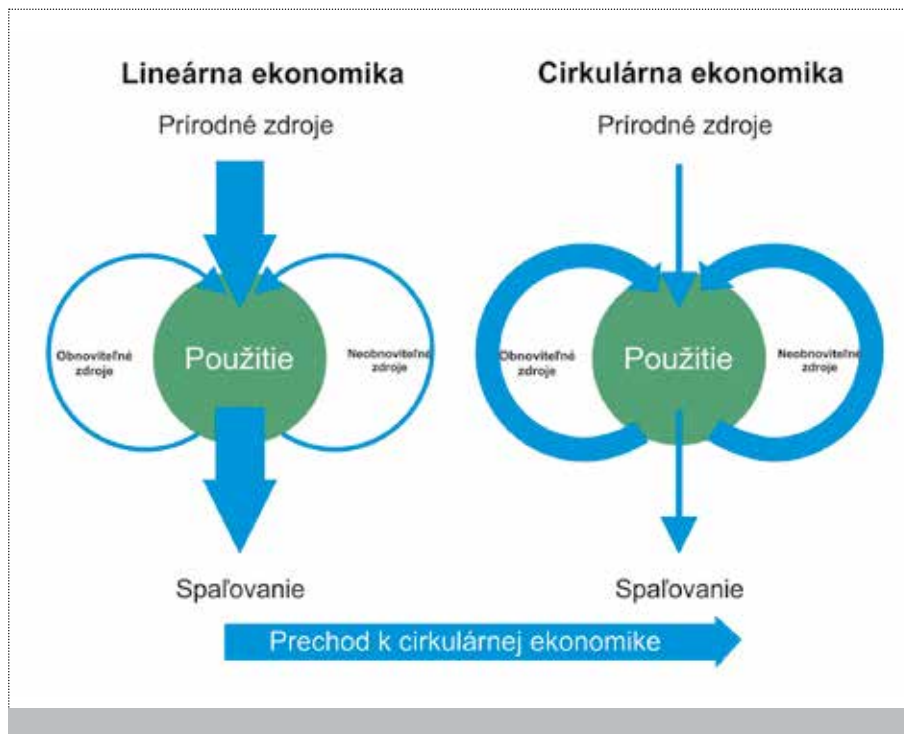 Lineárna ekonomika
Prírodné zdroje
Obnoviteľné
zdroje
Použitie
Neobnoviteľné
zdroje
Spaľovanie
Cirkulárna ekonomika
Prírodné zdroje
Obnoviteľné
zdroje
Použitie
Neobnoviteľné
zdroje
Spaľovanie
Prechod k cirkulárnej ekonomike